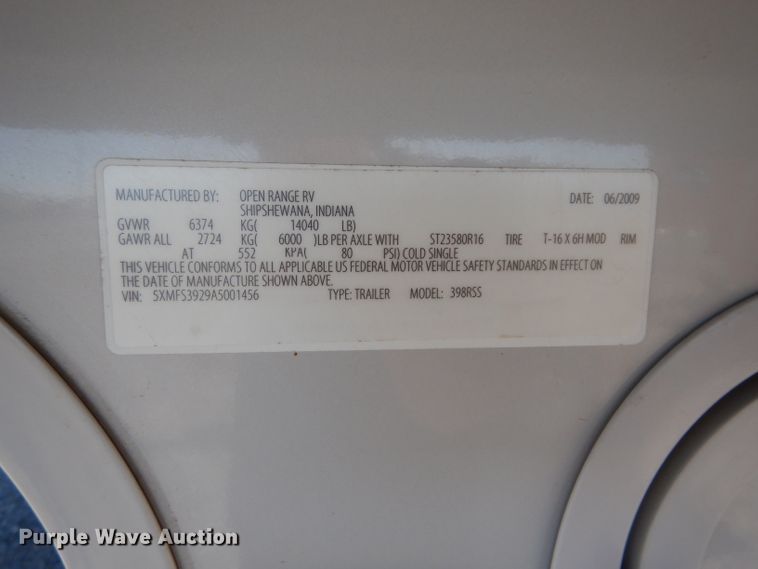 MANUFACTURED BY: OPEN RANGE RV DATE: 06/2009
SHIPSHEWANA, INDIANA
GVWR 6374 KG( 14040 LB)
GAWR ALL 2724 KG( 6000 )LB PER AXLE WITH ST23580R16 TIRE T-16 X 6H MOD RIM
AT 552 KPA( 80 PSI) COLD SINGLE
THIS VEHICLE CONFORMS TO ALL APPLICABLE US FEDERAL MOTOR VEHICLE SAFETY STANDARDS IN EFFECT ON
THE DATE OF MANUFACTURE SHOWN ABOVE.
VIN: 5XMFS3929A5001456 TYPE: TRAILER MODEL: 398RSS
Purple Wave Auction